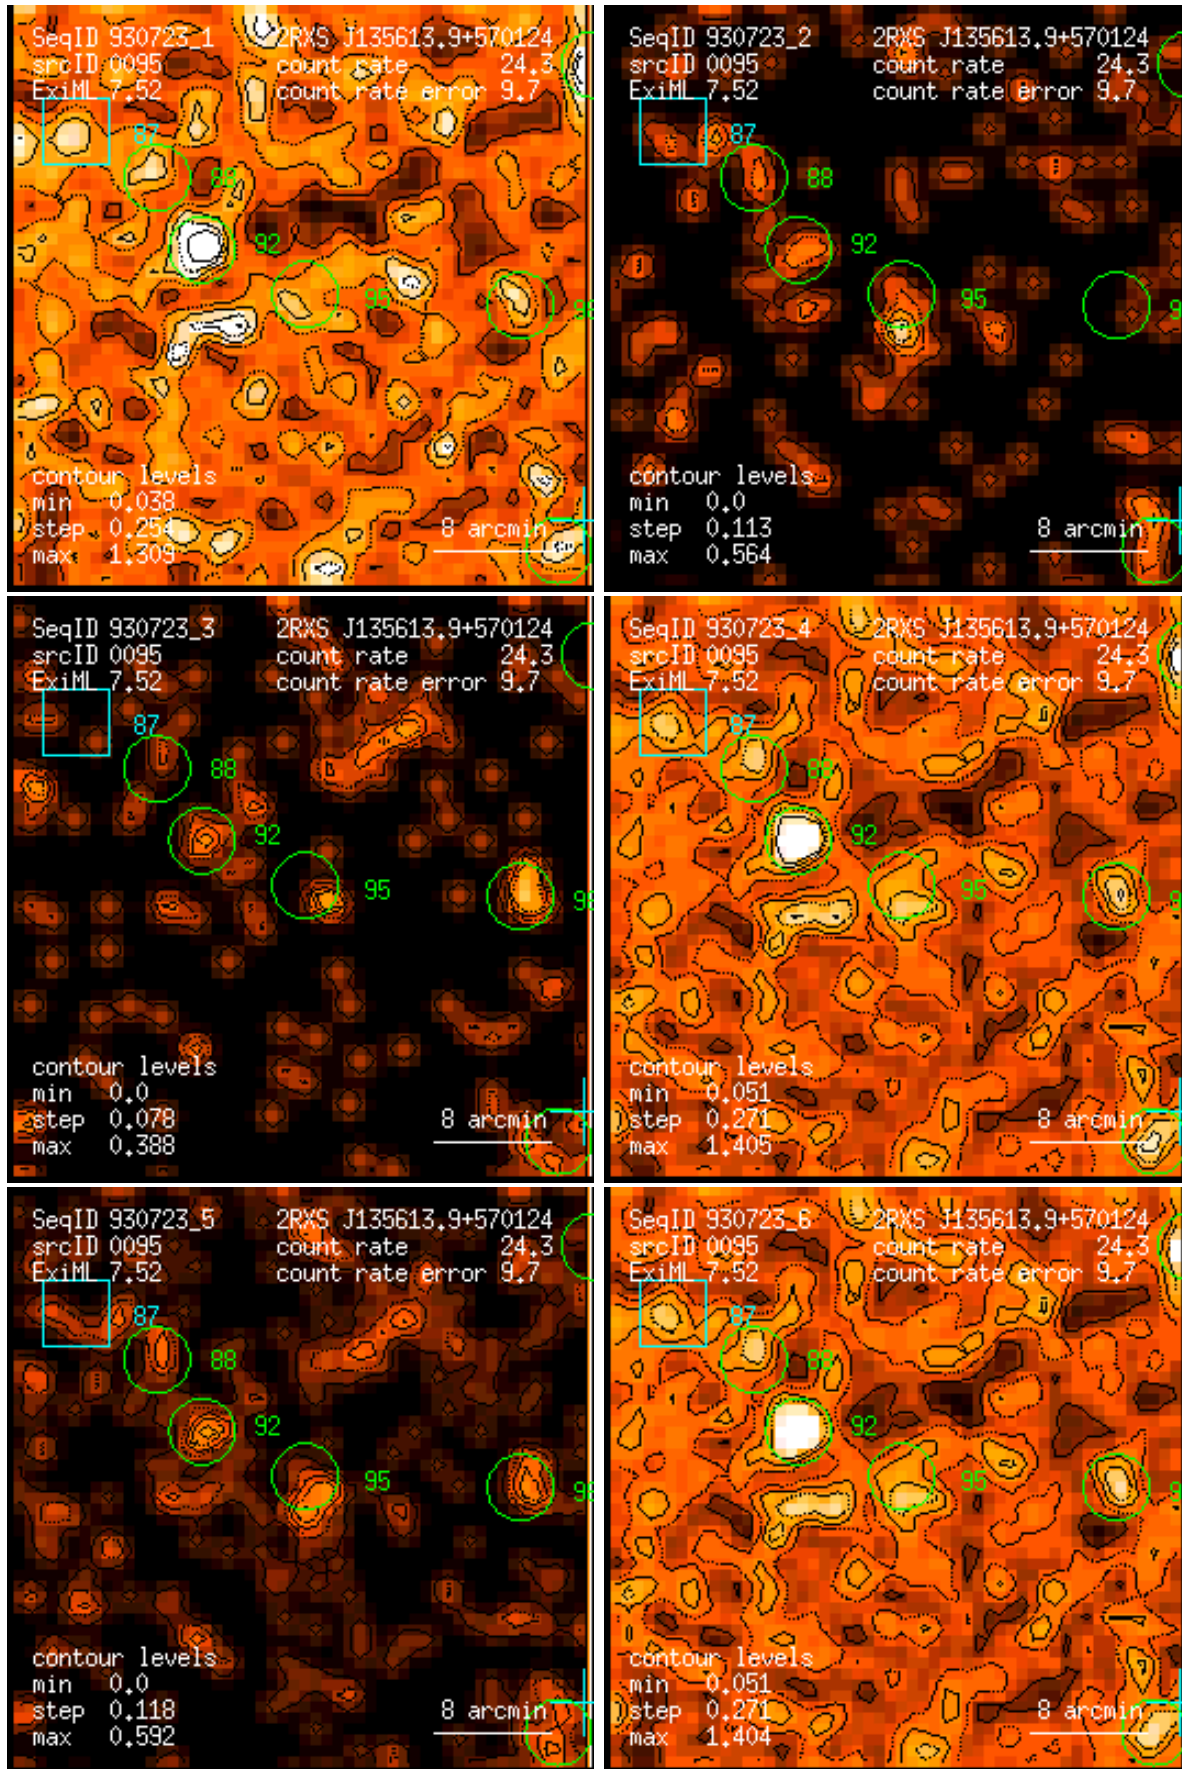 SeqID 930723_1 2RXS J135613.9+570124
srcID 0095 count rate 24.3
ExiML 7.52 count rate error 9.7
87
88
92
95
contour levels
min 0.038
step 0.254
max 1.309
8 arcmin
SeqID 930723_2 2RXS J135613.9+570124
srcID 0095 count rate 24.3
ExiML 7.52 count rate error 9.7
87
88
92
95
contour levels
min 0.0
step 0.113
max 0.564
8 arcmin
SeqID 930723_3 2RXS J135613.9+570124
srcID 0095 count rate 24.3
ExiML 7.52 count rate error 9.7
87
88
92
95
contour levels
min 0.0
step 0.078
max 0.388
8 arcmin
SeqID 930723_4 2RXS J135613.9+570124
srcID 0095 count rate 24.3
ExiML 7.52 count rate error 9.7
87
88
92
95
contour levels
min 0.051
step 0.271
max 1.405
8 arcmin
SeqID 930723_5 2RXS J135613.9+570124
srcID 0095 count rate 24.3
ExiML 7.52 count rate error 9.7
87
88
92
95
contour levels
min 0.0
step 0.118
max 0.592
8 arcmin
SeqID 930723_6 2RXS J135613.9+570124
srcID 0095 count rate 24.3
ExiML 7.52 count rate error 9.7
87
88
92
95
contour levels
min 0.051
step 0.271
max 1.404
8 arcmin